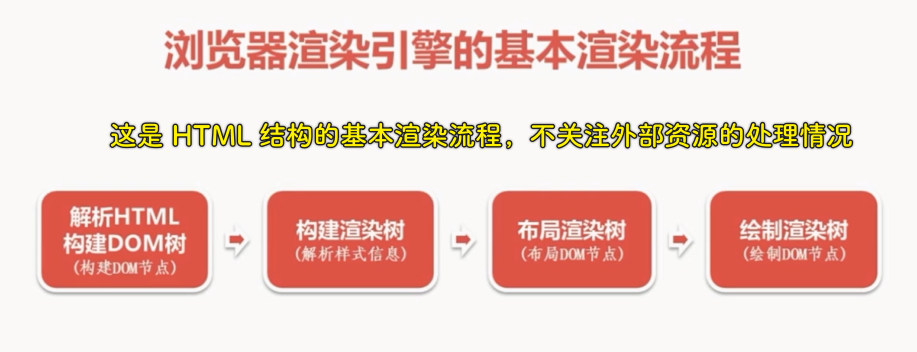 浏览器渲染引擎的基本渲染流程
这是 HTML 结构的基本渲染流程，不关注外部资源的处理情况
解析HTML
构建DOM树
(构建DOM节点)
构建渲染树
(解析样式信息)
布局渲染树
(布局DOM节点)
绘制渲染树
(绘制DOM节点)